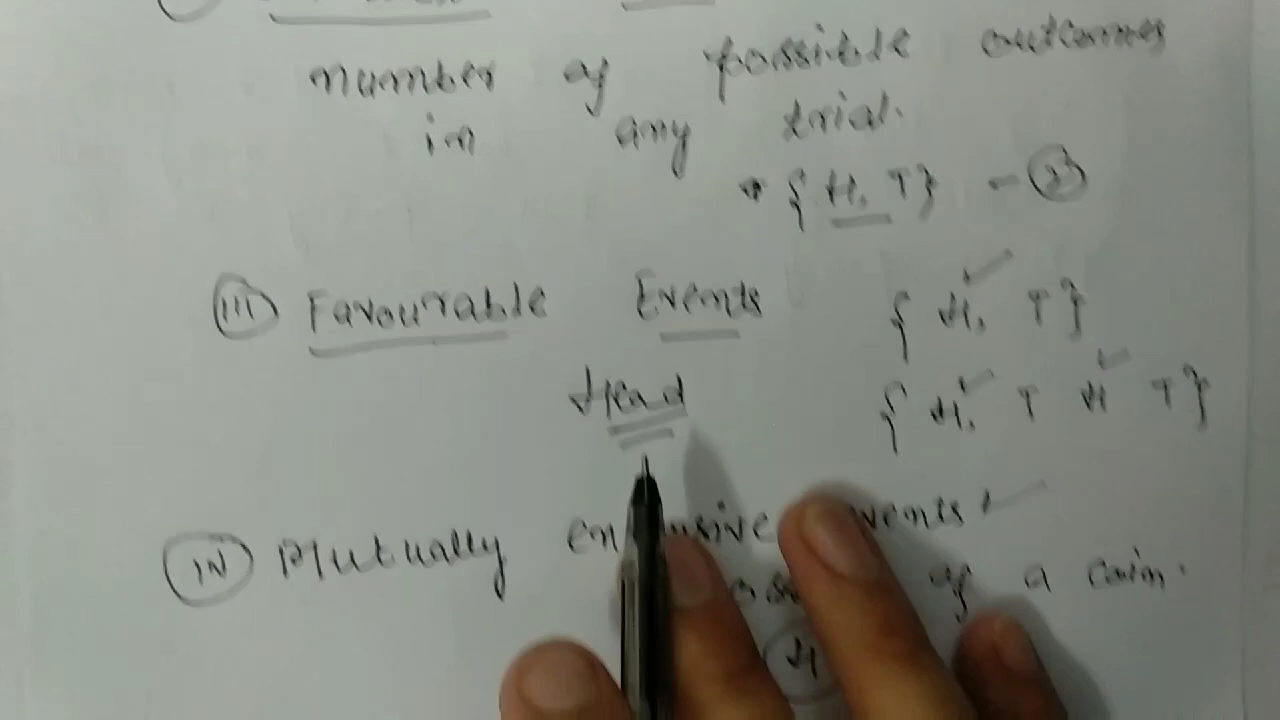 number of possible outcomes
in any trial.
{H, T} - 2
(III) Favourable Events {H, T}
Head {H, T H T}
(IV) Mutually events
of a coin.
H